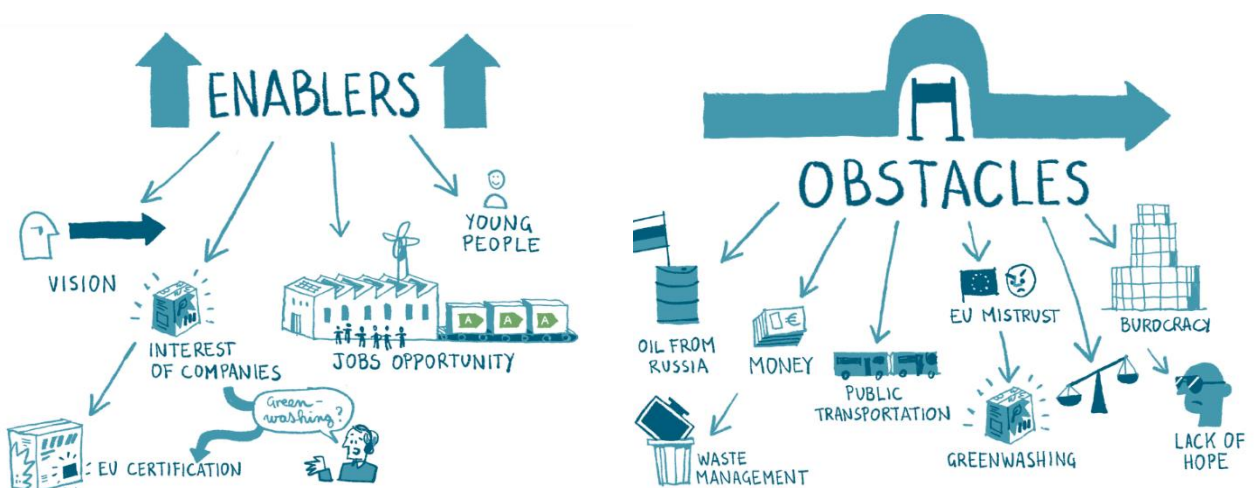 ENABLERS
VISION
YOUNG
PEOPLE
INTEREST
OF COMPANIES
A A A
JOBS OPPORTUNITY
Green-
washing?
EU CERTIFICATION
OBSTACLES
OIL FROM
RUSSIA
€
MONEY
PUBLIC
TRANSPORTATION
EU MISTRUST
BUROCRACY
WASTE
MANAGEMENT
GREENWASHING
LACK OF
HOPE